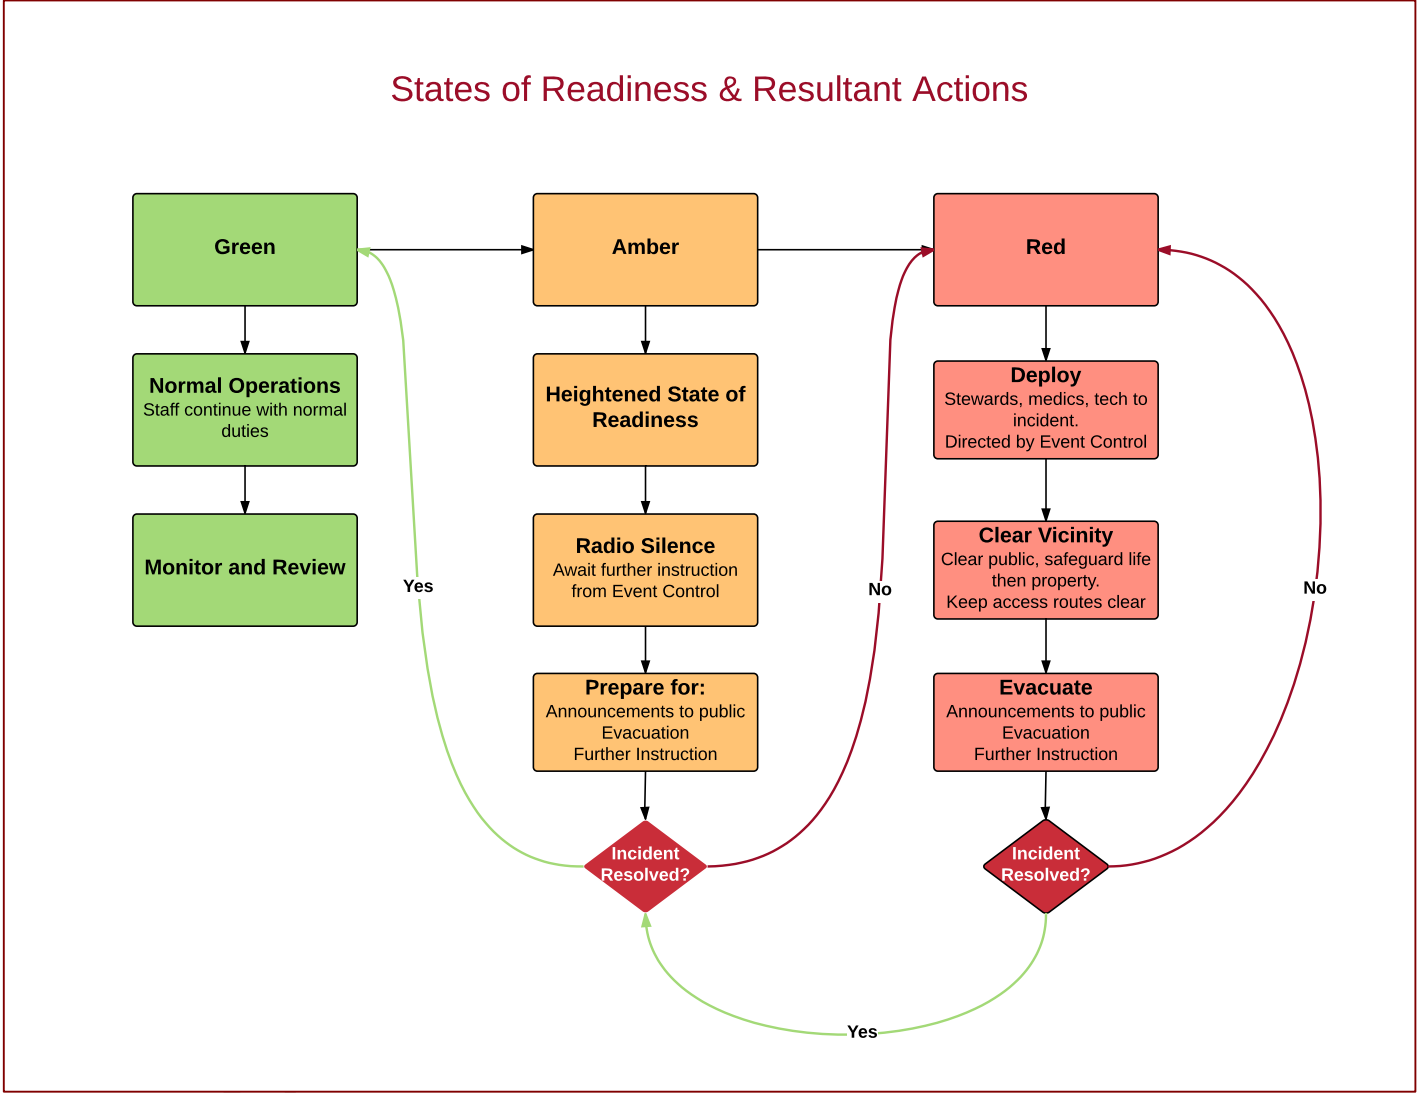 States of Readiness & Resultant Actions
Green
Amber
Red
Normal Operations
Staff continue with normal
duties
Heightened State of
Readiness
Deploy
Stewards, medics, tech to
incident.
Directed by Event Control
Monitor and Review
Radio Silence
Await further instruction
from Event Control
Clear Vicinity
Clear public, safeguard life
then property.
Keep access routes clear
Yes
No
No
Prepare for:
Announcements to public
Evacuation
Further Instruction
Evacuate
Announcements to public
Evacuation
Further Instruction
Incident
Resolved?
Incident
Resolved?
Yes